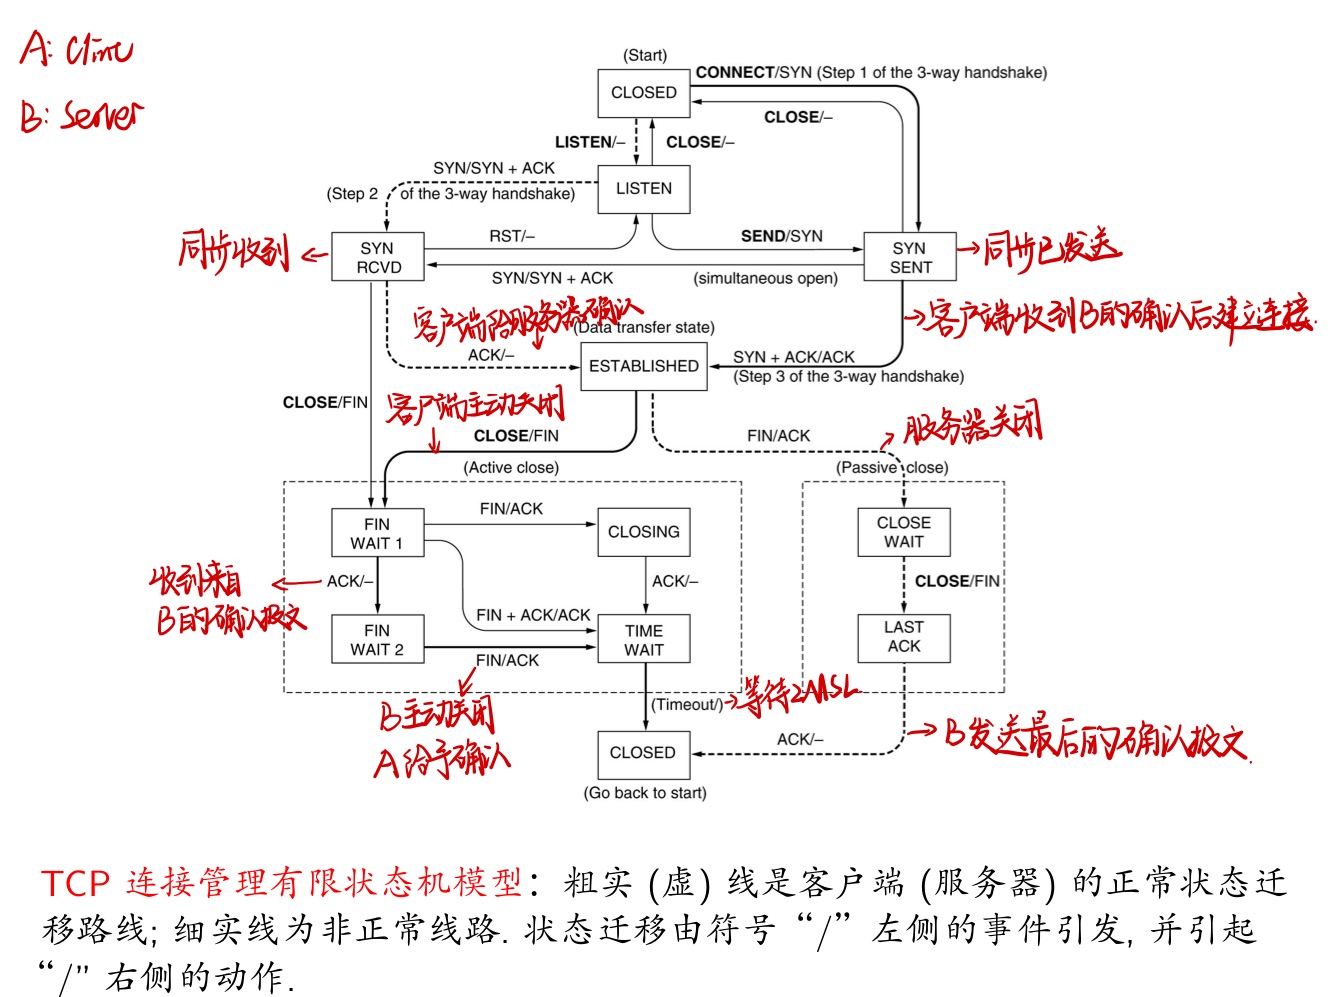 A: Clinc
B: Server
(Start)
CLOSED
CONNECT/SYN (Step 1 of the 3-way handshake)
CLOSE/–
LISTEN/–
CLOSE/–
SYN/SYN + ACK
(Step 2 of the 3-way handshake)
LISTEN
同步收到
SYN
RCVD
RST/–
SEND/SYN
SYN
SENT
同步已发送
SYN/SYN + ACK
(simultaneous open)
客户端给服务器确认
(Data transfer state)
客户端收到B的确认后建立连接.
ACK/–
ESTABLISHED
SYN + ACK/ACK
(Step 3 of the 3-way handshake)
CLOSE/FIN
客户端主动关闭
CLOSE/FIN
(Active close)
FIN/ACK
服务器关闭
(Passive close)
FIN
WAIT 1
FIN/ACK
CLOSING
CLOSE
WAIT
收到来自
B的确认报文
ACK/–
ACK/–
CLOSE/FIN
FIN + ACK/ACK
FIN
WAIT 2
TIME
WAIT
LAST
ACK
FIN/ACK
B主动关闭
A给予确认
(Timeout/)
等待2MSL
CLOSED
ACK/–
B发送最后的确认报文.
(Go back to start)
TCP 连接管理有限状态机模型：粗实 (虚) 线是客户端 (服务器) 的正常状态迁
移路线; 细实线为非正常线路. 状态迁移由符号 “/” 左侧的事件引发, 并引起
“/” 右侧的动作.